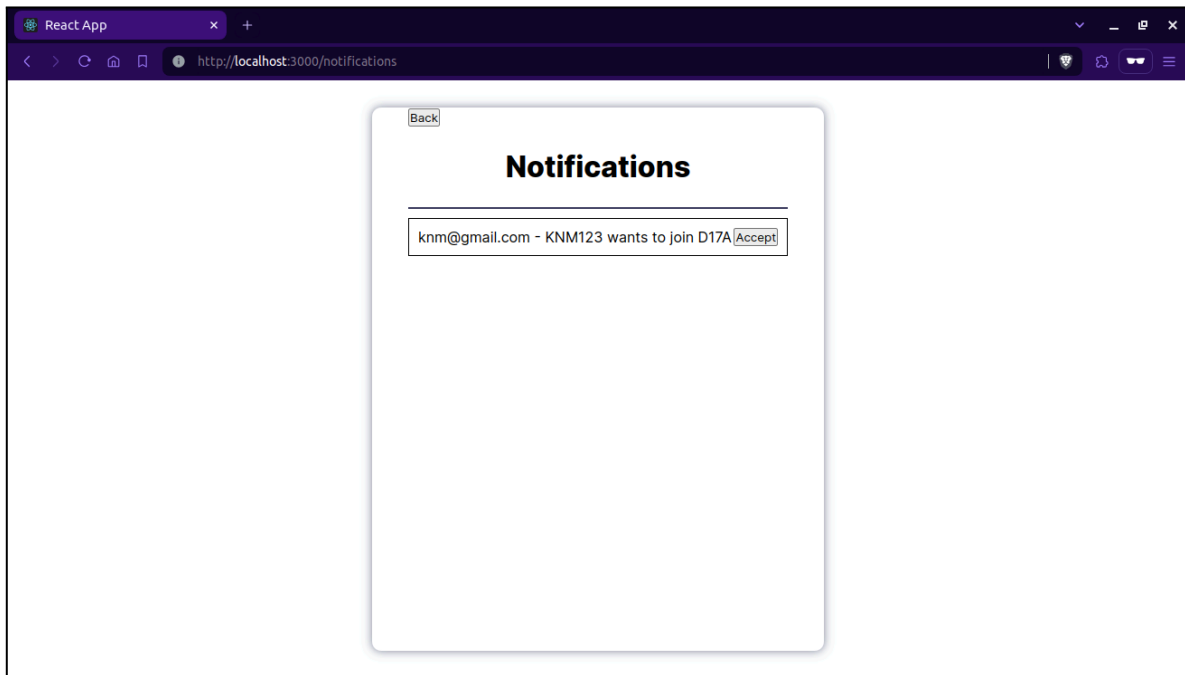 React App
http://localhost:3000/notifications
Back
Notifications
knm@gmail.com - KNM123 wants to join D17A Accept